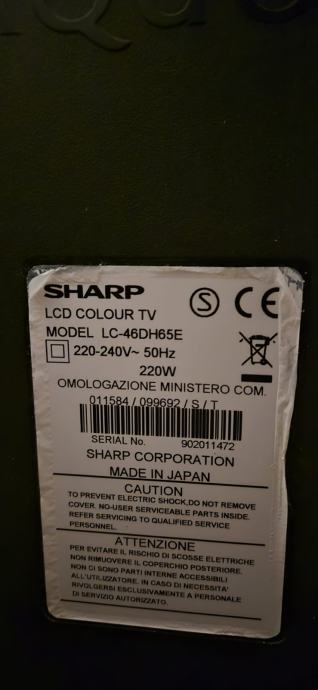 SHARP
LCD COLOUR TV
MODEL LC-46DH65E
220-240V~ 50Hz
220W
OMOLOGAZIONE MINISTERO COM.
011584 / 099692 / S / T
SERIAL No. 902011472
SHARP CORPORATION
MADE IN JAPAN
CAUTION
TO PREVENT ELECTRIC SHOCK,DO NOT REMOVE
COVER. NO-USER SERVICEABLE PARTS INSIDE.
REFER SERVICING TO QUALIFIED SERVICE
PERSONNEL.
ATTENZIONE
PER EVITARE IL RISCHIO DI SCOSSE ELETTRICHE
NON RIMUOVERE IL COPERCHIO POSTERIORE.
NON CI SONO PARTI INTERNE ACCESSIBILI
ALL'UTILIZZATORE. IN CASO DI NECESSITA'
RIVOLGERSI ESCLUSIVAMENTE A PERSONALE
DI SERVIZIO AUTORIZZATO.